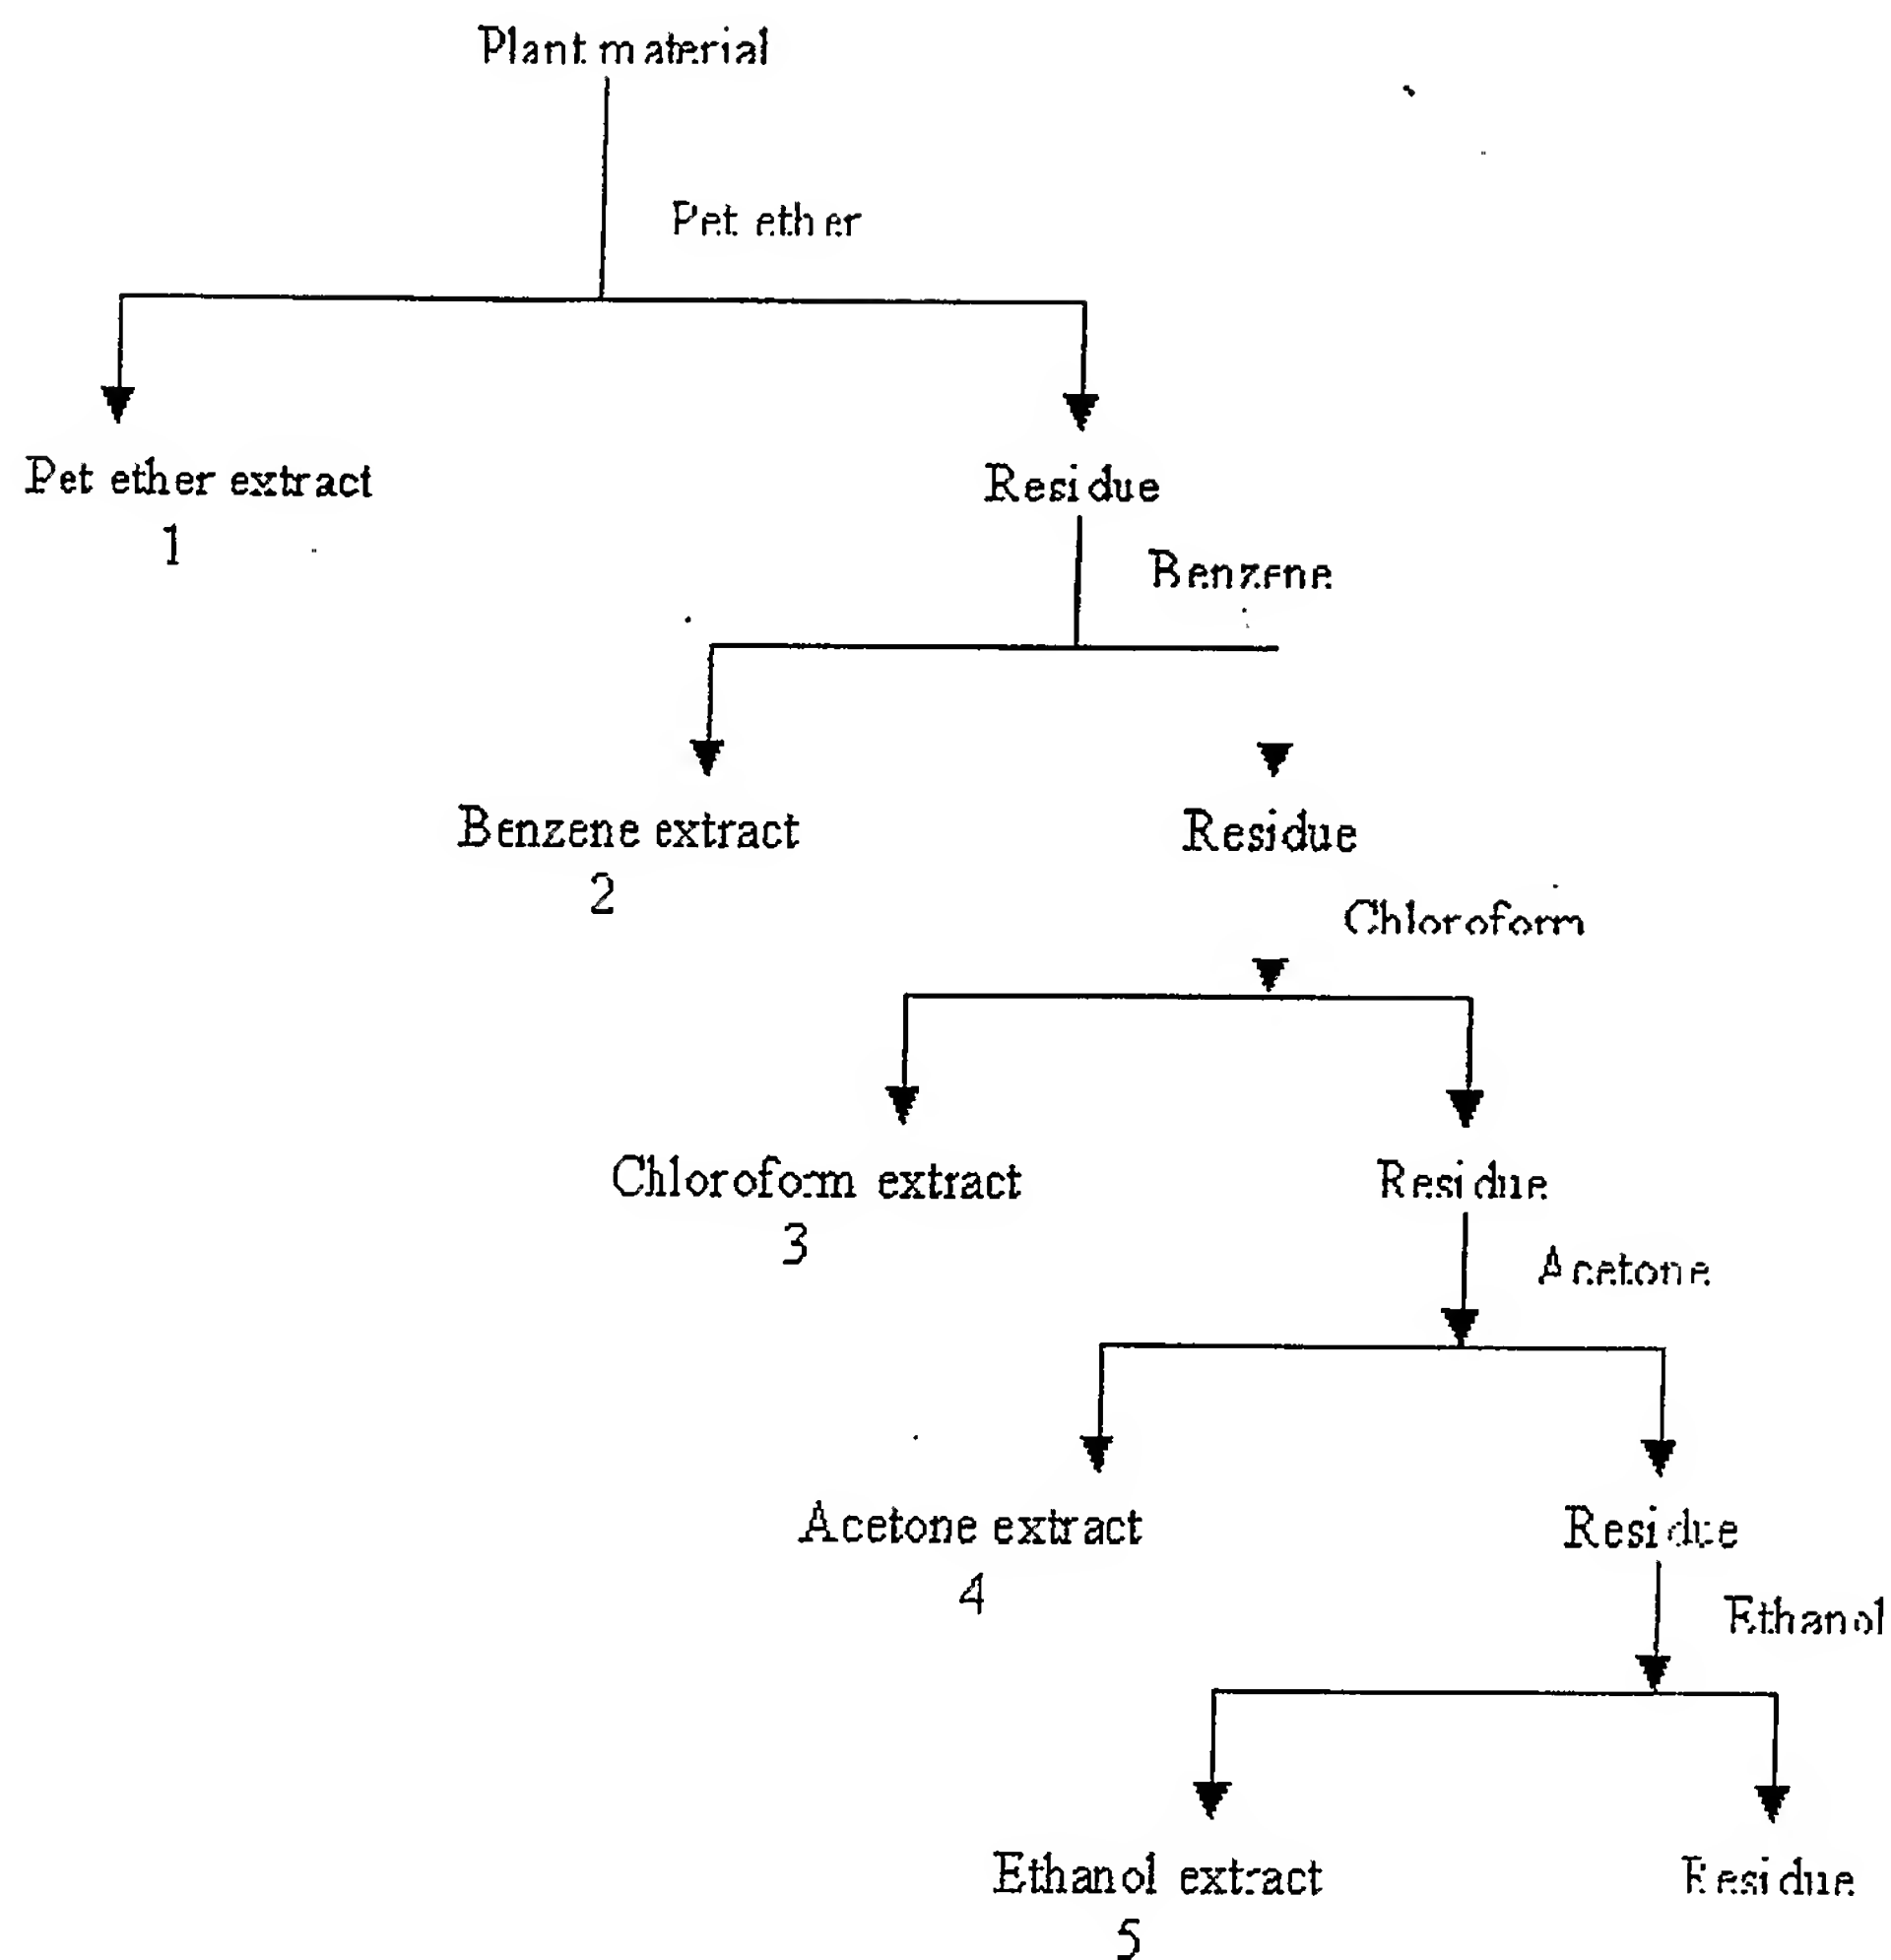 Plant material
Pet ether
Pet ether extract
1
Residue
Benzene
Benzene extract
2
Residue
Chloroform
Chloroform extract
3
Residue
Acetone
Acetone extract
4
Residue
Ethanol
Ethanol extract
5
Residue